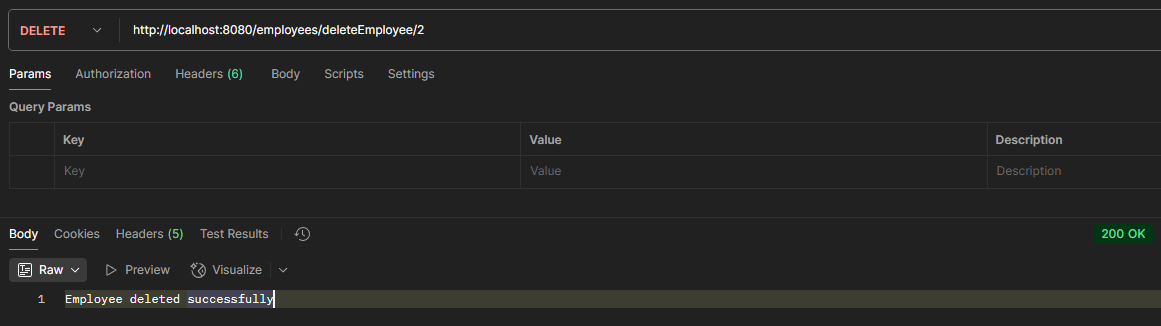 DELETE http://localhost:8080/employees/deleteEmployee/2
Params Authorization Headers (6) Body Scripts Settings
Query Params
Key Value Description
Key Value Description
Body Cookies Headers (5) Test Results 200 OK
Raw Preview Visualize
1 Employee deleted successfully